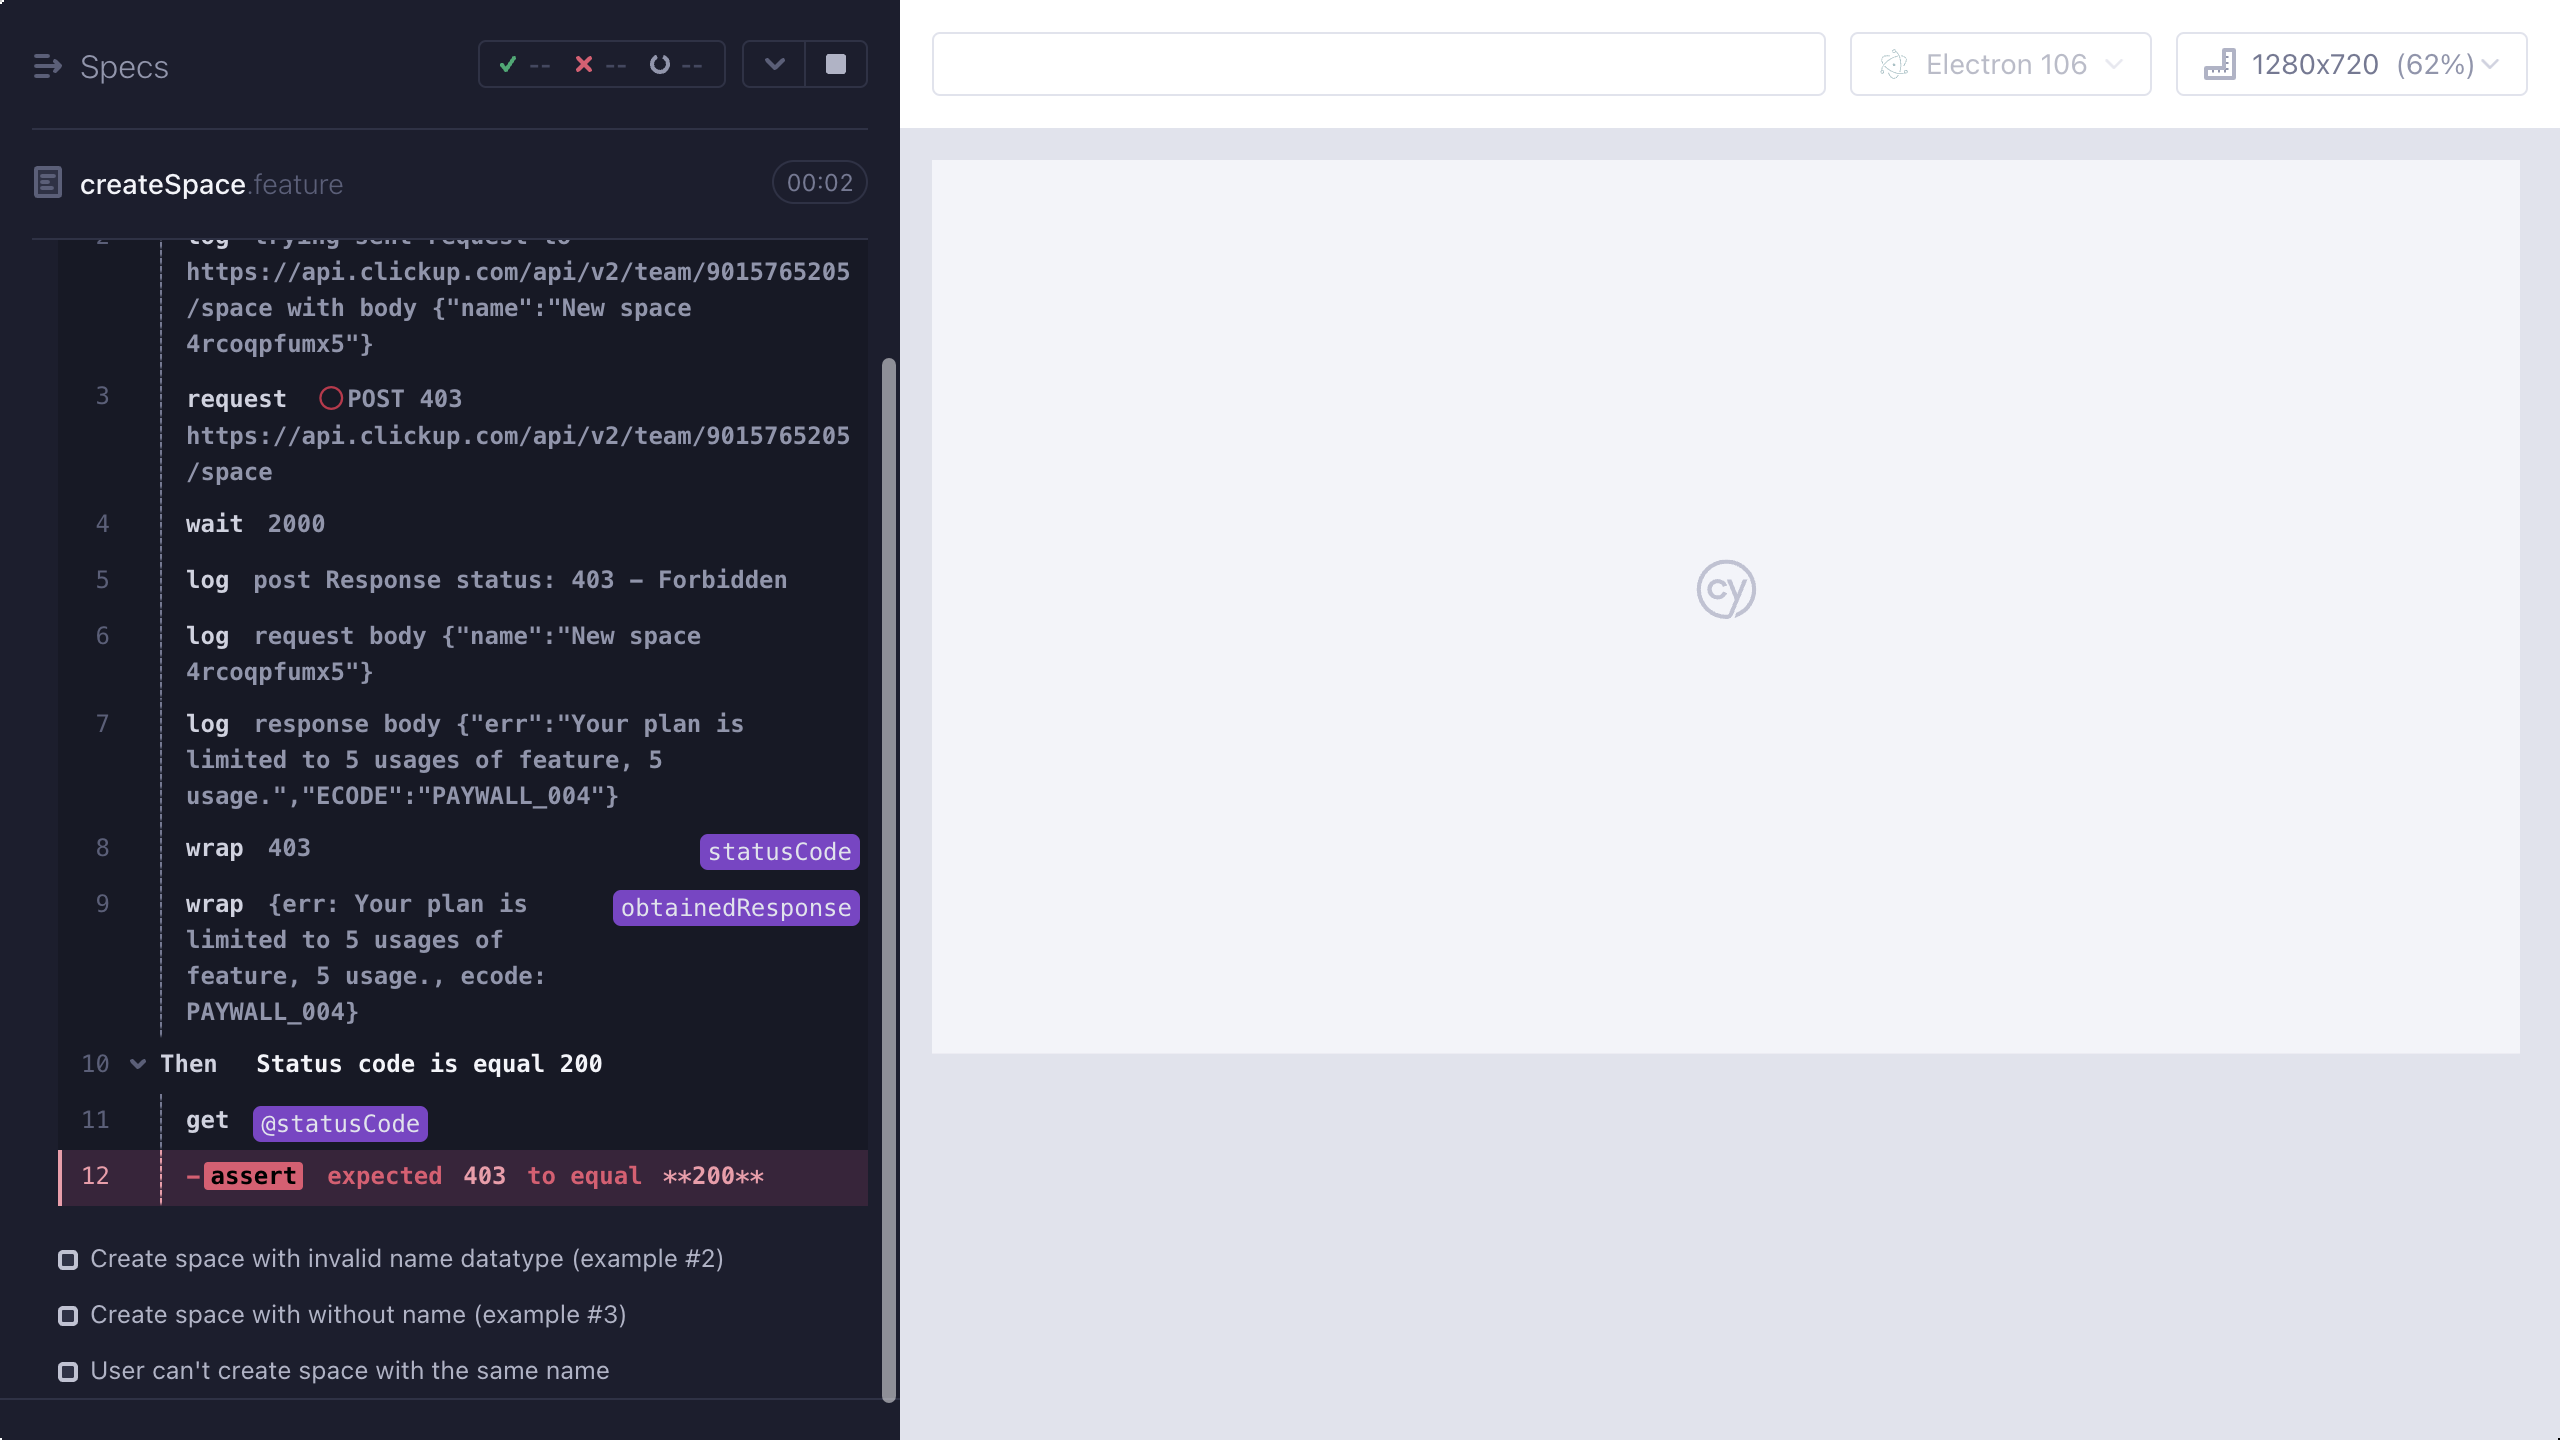 Specs
-- -- --
Electron 106
1280x720 (62%)
createSpace.feature
00:02
2 log trying sent request to
https://api.clickup.com/api/v2/team/9015765205
/space with body {"name":"New space
4rcoqpfumx5"}
3 request POST 403
https://api.clickup.com/api/v2/team/9015765205
/space
4 wait 2000
5 log post Response status: 403 - Forbidden
6 log request body {"name":"New space
4rcoqpfumx5"}
7 log response body {"err":"Your plan is
limited to 5 usages of feature, 5
usage.","ECODE":"PAYWALL_004"}
8 wrap 403 statusCode
9 wrap {err: Your plan is obtainedResponse
limited to 5 usages of
feature, 5 usage., ecode:
PAYWALL_004}
10 Then Status code is equal 200
11 get @statusCode
12 -assert expected 403 to equal **200**
Create space with invalid name datatype (example #2)
Create space with without name (example #3)
User can't create space with the same name
cy